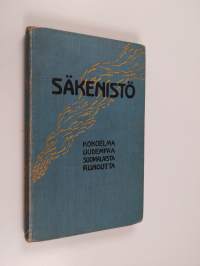 SÄKENISTÖ
KOKOELMA
UUDEMPAA
SUOMALAISTA
RUNOUTTA